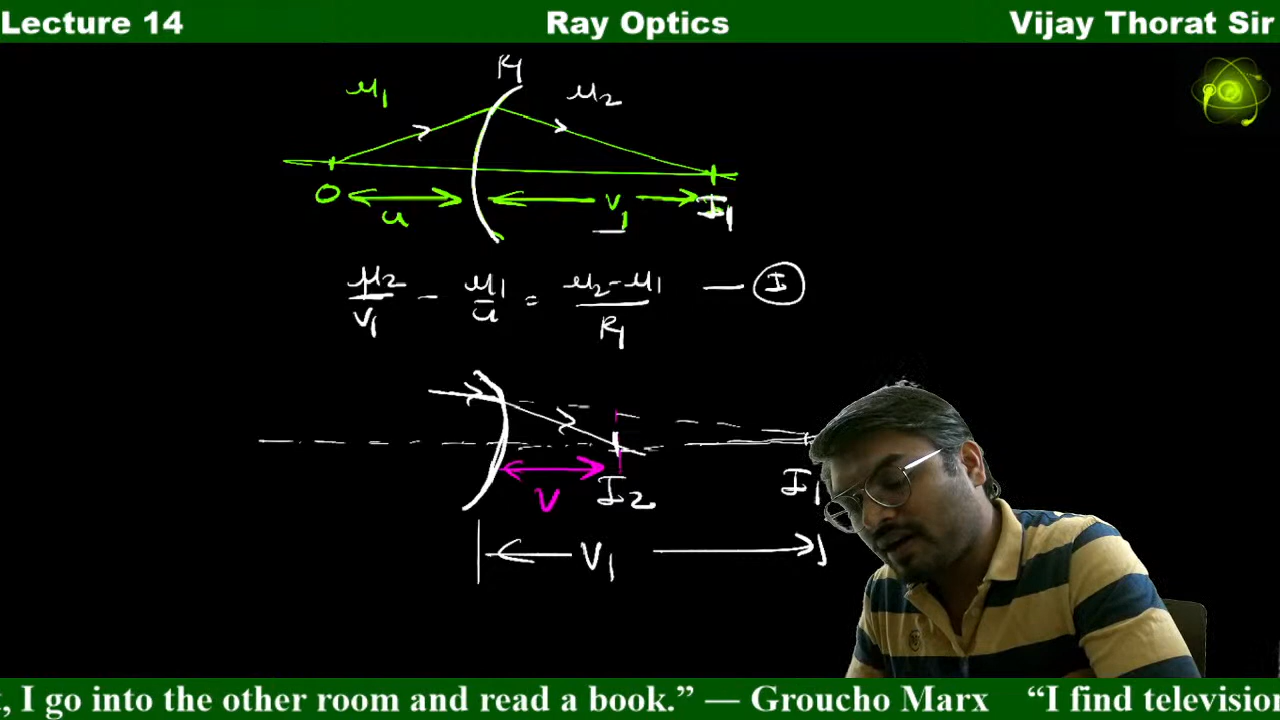 Lecture 14
Ray Optics
Vijay Thorat Sir
R1
μ1
μ2
O
u
v1
I1
μ2/v1 - μ1/u = (μ2-μ1)/R1 — I
V
I2
I1
V1
, I go into the other room and read a book.” — Groucho Marx “I find television